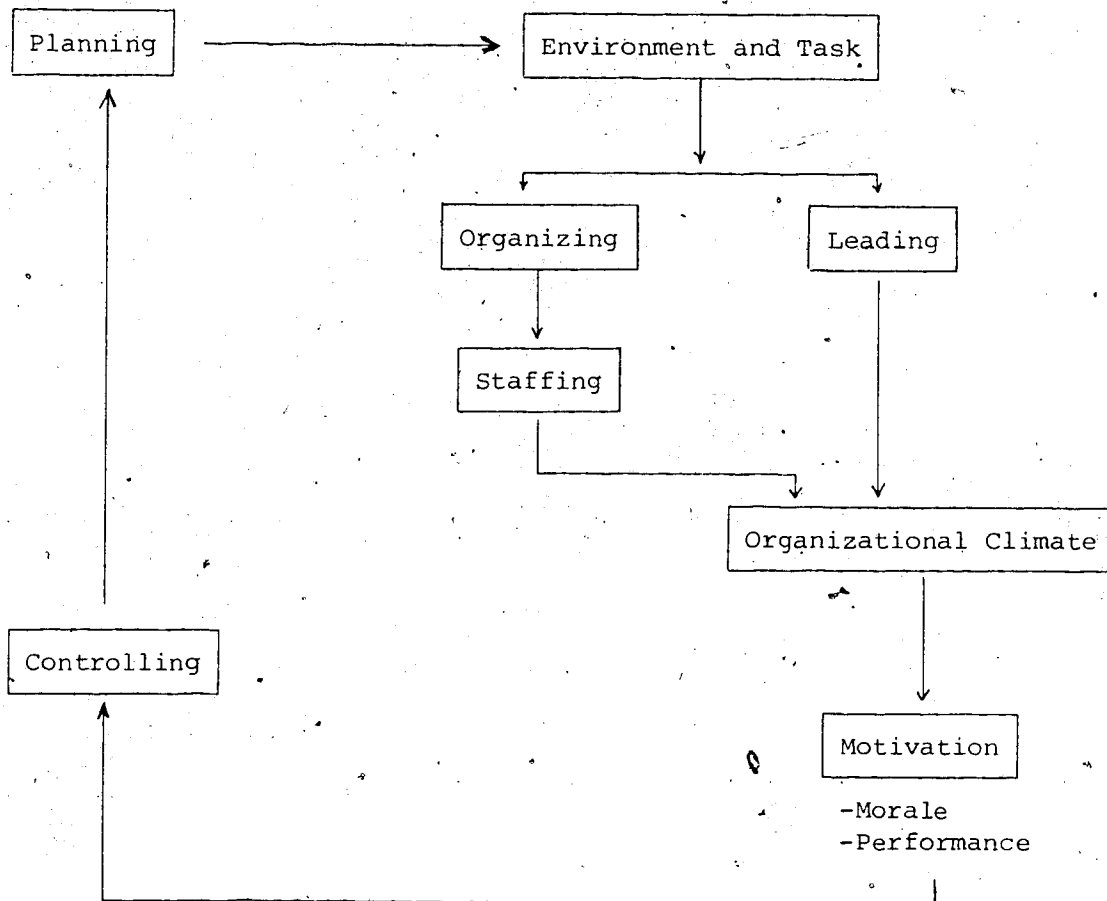 Planning
Environment and Task
Organizing
Leading
Staffing
Organizational Climate
Controlling
Motivation
-Morale
-Performance